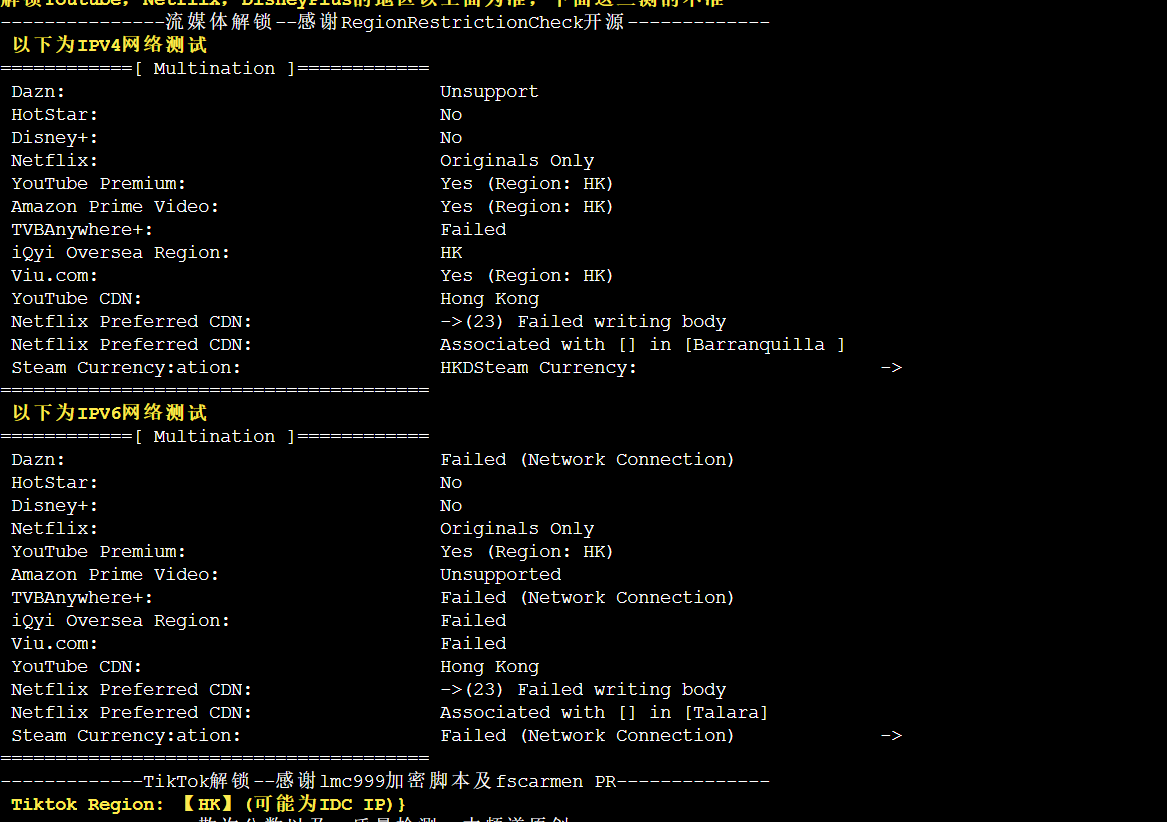 解锁Youtube，Netflix，DisneyPlus的地区以上面为准，下面这三测的不准
---------------流媒体解锁--感谢RegionRestrictionCheck开源-------------
以下为IPV4网络测试
============[ Multination ]============
Dazn: Unsupport
HotStar: No
Disney+: No
Netflix: Originals Only
YouTube Premium: Yes (Region: HK)
Amazon Prime Video: Yes (Region: HK)
TVBAnywhere+: Failed
iQyi Oversea Region: HK
Viu.com: Yes (Region: HK)
YouTube CDN: Hong Kong
Netflix Preferred CDN: ->(23) Failed writing body
Netflix Preferred CDN: Associated with [] in [Barranquilla ]
Steam Currency:ation: HKDSteam Currency: ->
=======================================
以下为IPV6网络测试
============[ Multination ]============
Dazn: Failed (Network Connection)
HotStar: No
Disney+: No
Netflix: Originals Only
YouTube Premium: Yes (Region: HK)
Amazon Prime Video: Unsupported
TVBAnywhere+: Failed (Network Connection)
iQyi Oversea Region: Failed
Viu.com: Failed
YouTube CDN: Hong Kong
Netflix Preferred CDN: ->(23) Failed writing body
Netflix Preferred CDN: Associated with [] in [Talara]
Steam Currency:ation: Failed (Network Connection) ->
=======================================
-------------TikTok解锁--感谢lmc999加密脚本及fscarmen PR--------------
Tiktok Region: 【HK】(可能为IDC IP)}